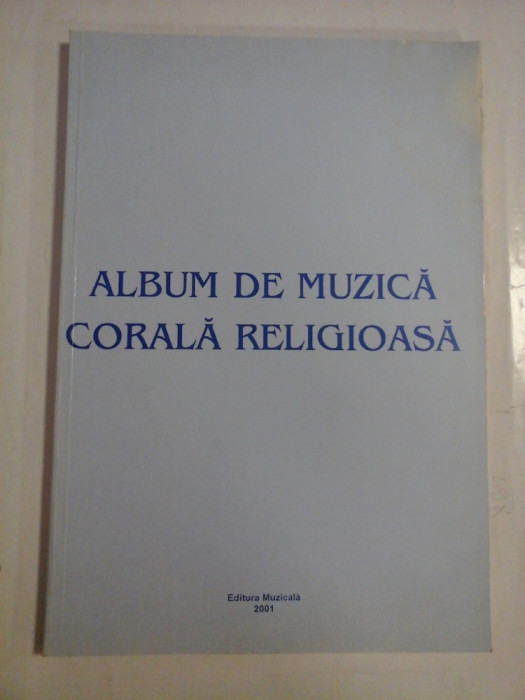 ALBUM DE MUZICĂ
CORALĂ RELIGIOASĂ
Editura Muzicală
2001